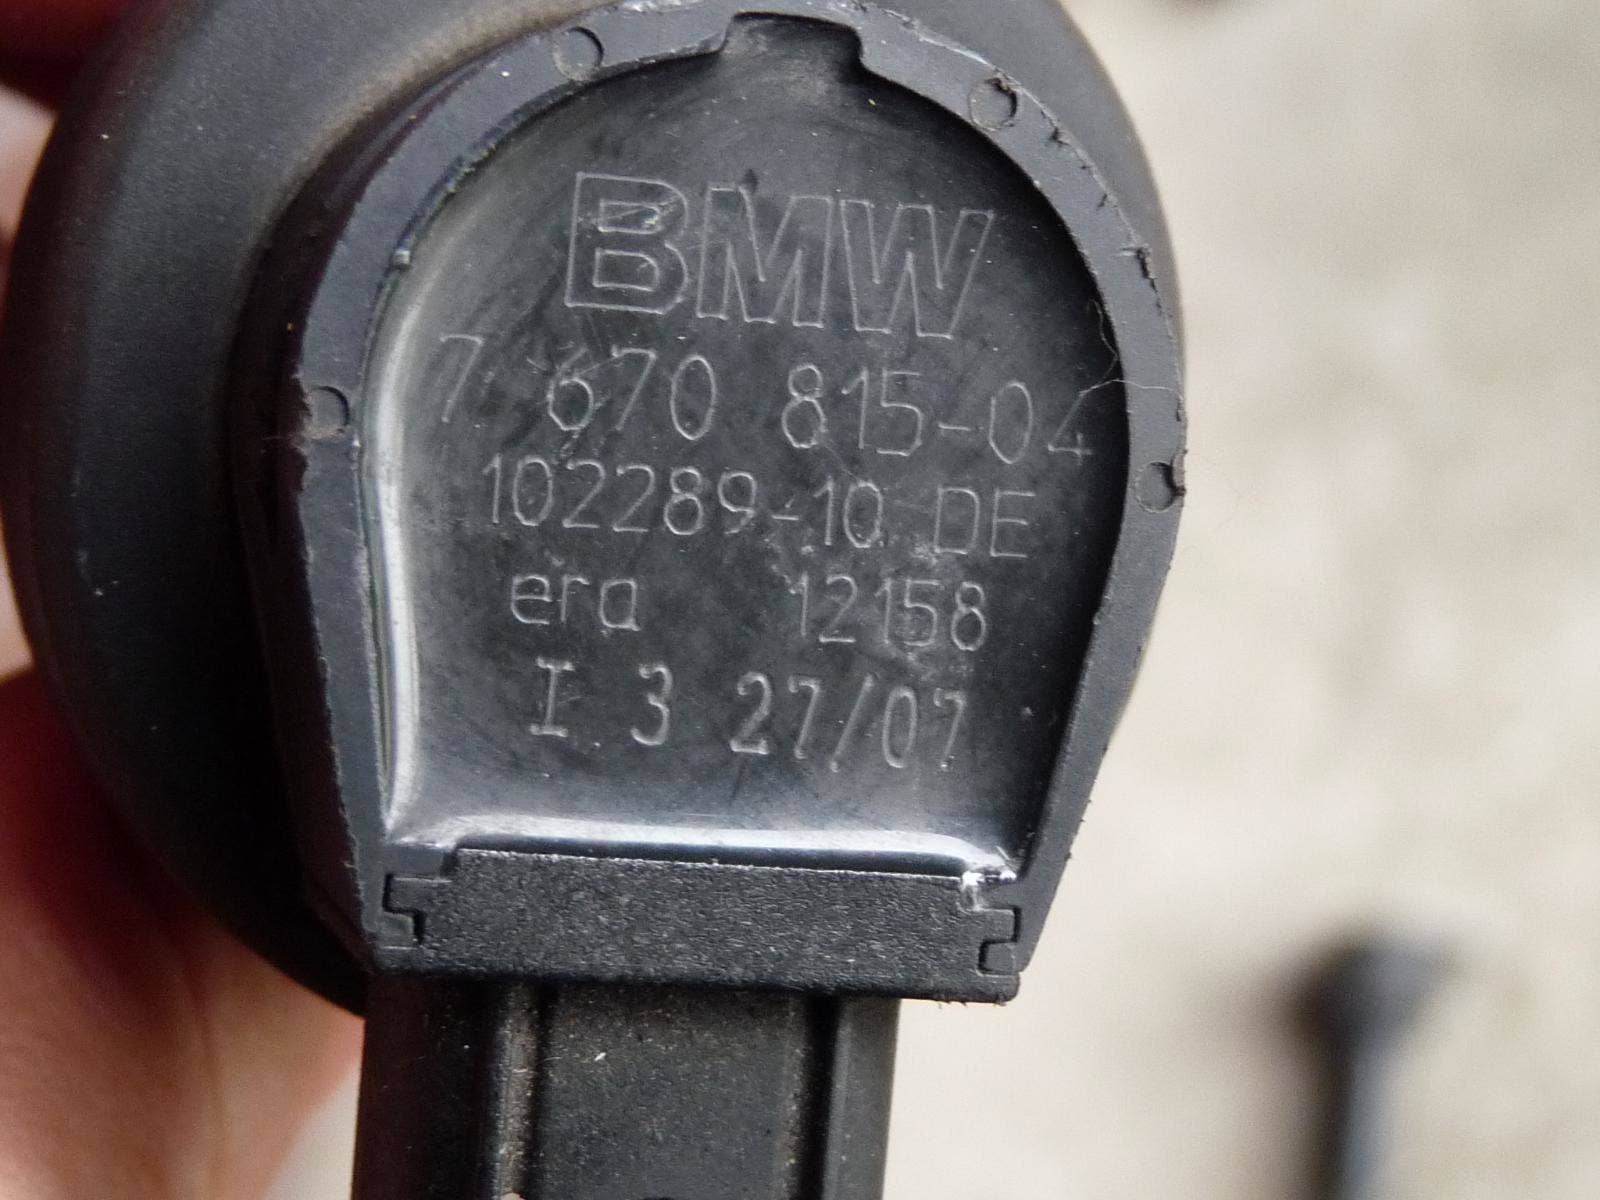 BMW
7 670 815-04
102289-10 DE
era 12158
I 3 27/07